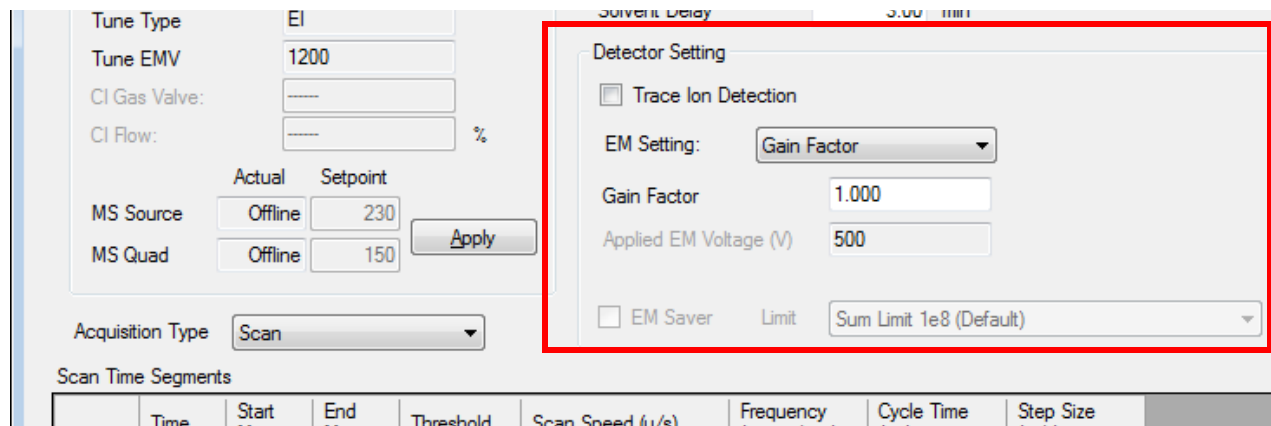 Tune Type EI
Tune EMV 1200
CI Gas Valve: ------
CI Flow: ------ %
Actual Setpoint
MS Source Offline 230
MS Quad Offline 150
Apply
Acquisition Type Scan
Solvent Delay 3.00 min
Detector Setting
Trace Ion Detection
EM Setting: Gain Factor
Gain Factor 1.000
Applied EM Voltage (V) 500
EM Saver Limit Sum Limit 1e8 (Default)
Scan Time Segments
Time Start End Threshold Scan Speed (u/s) Frequency Cycle Time Step Size